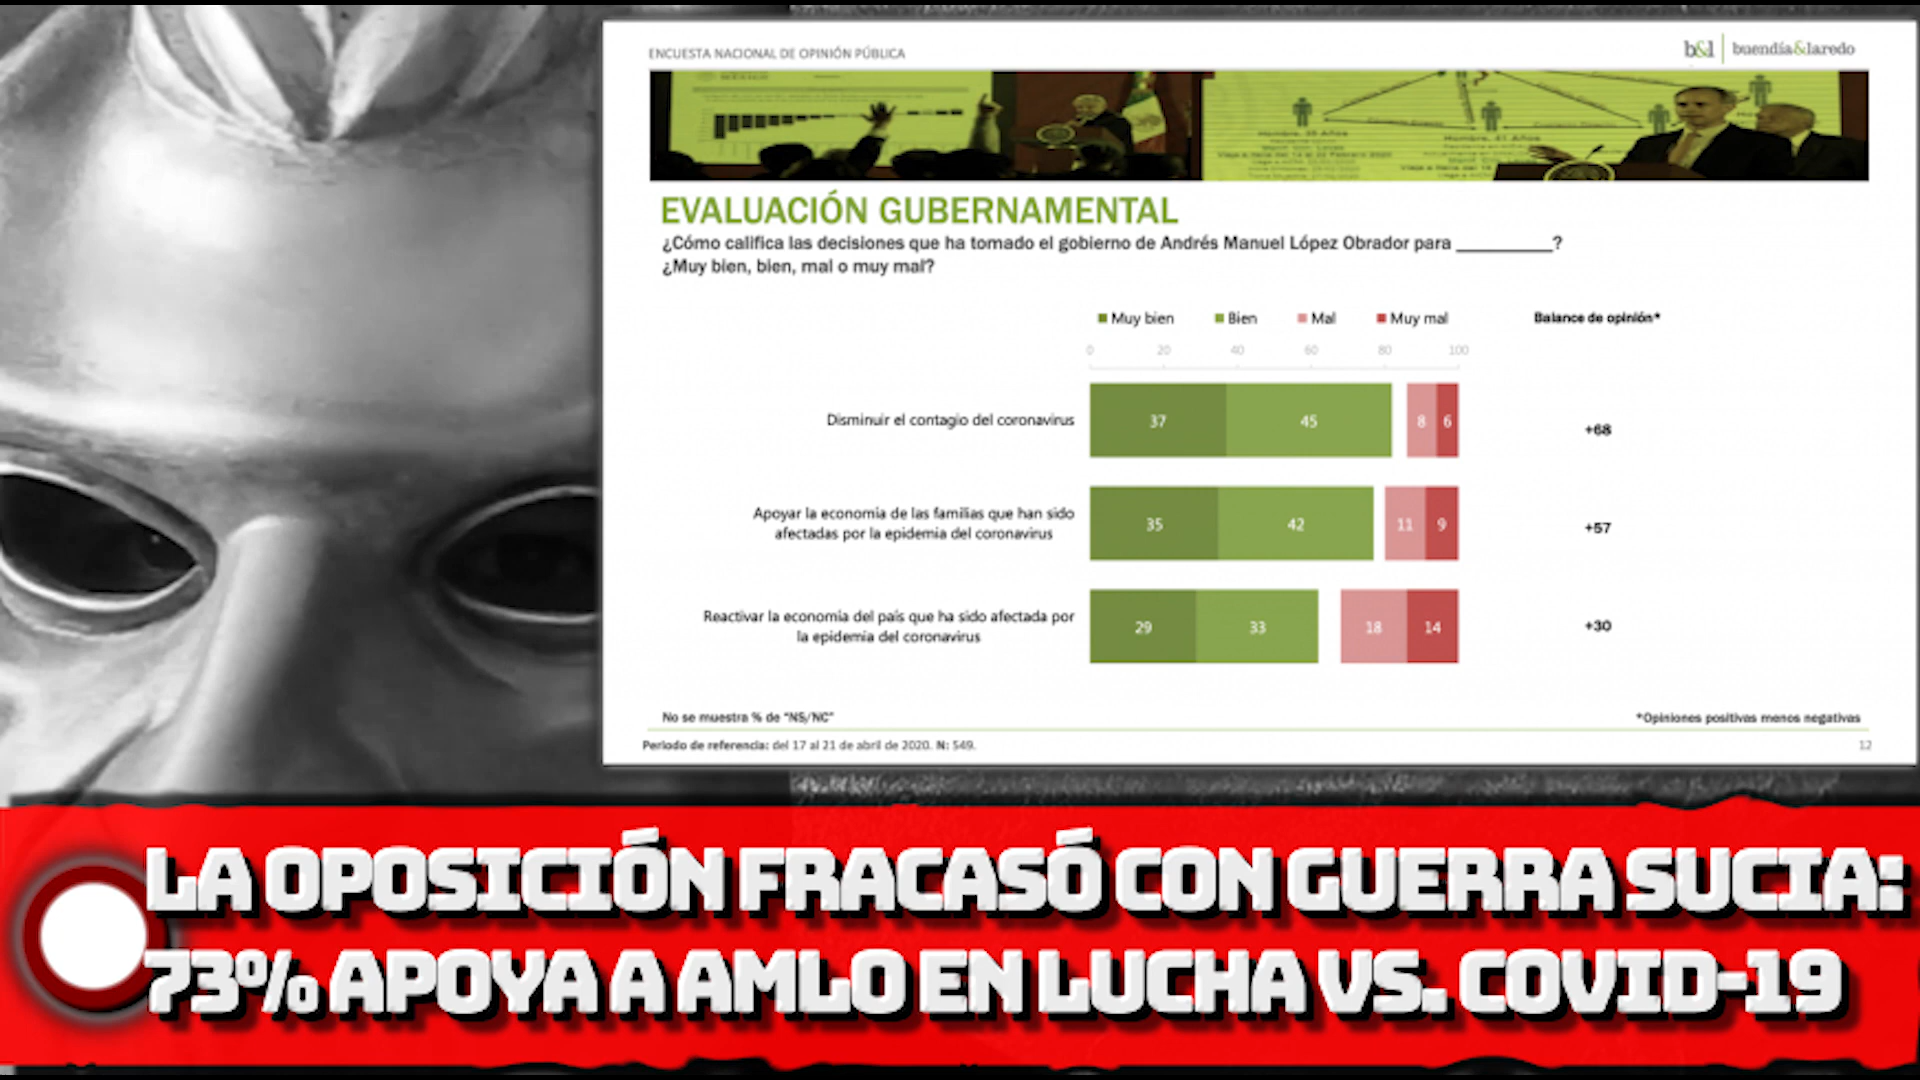 ENCUESTA NACIONAL DE OPINIÓN PÚBLICA
b&l | buendía&laredo
EVALUACIÓN GUBERNAMENTAL
¿Cómo califica las decisiones que ha tomado el gobierno de Andrés Manuel López Obrador para __________?
¿Muy bien, bien, mal o muy mal?
Muy bien Bien Mal Muy mal
Balance de opinión*
0 20 40 60 80 100
Disminuir el contagio del coronavirus
37 45 8 6
+68
Apoyar la economía de las familias que han sido
afectadas por la epidemia del coronavirus
35 42 11 9
+57
Reactivar la economía del país que ha sido afectada por
la epidemia del coronavirus
29 33 18 14
+30
No se muestra % de "NS/NC"
*Opiniones positivas menos negativas
Periodo de referencia: del 17 al 21 de abril de 2020. N: 549.
12
LA OPOSICIÓN FRACASÓ CON GUERRA SUCIA:
73% APOYA A AMLO EN LUCHA VS. COVID-19